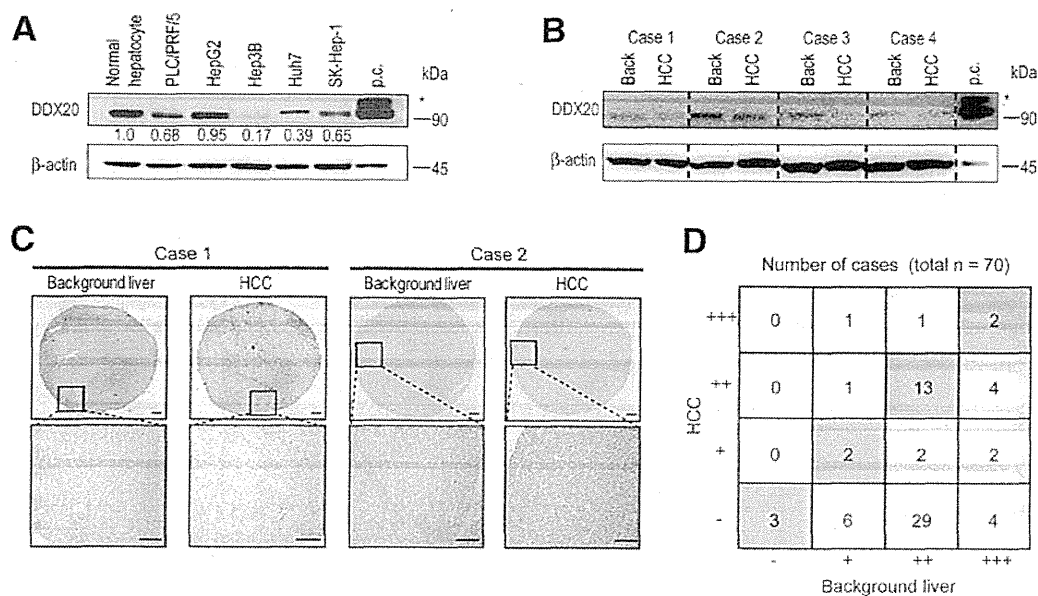 A
Normal hepatocyte
PLC/PRF/5
HepG2
Hep3B
Huh7
SK-Hep-1
p.c.
kDa
DDX20
*
90
1.0 0.68 0.95 0.17 0.39 0.65
β-actin
45
B
Case 1 Case 2 Case 3 Case 4
Back HCC Back HCC Back HCC Back HCC p.c.
kDa
DDX20
*
90
β-actin
45
C
Case 1 Case 2
Background liver HCC Background liver HCC
D
Number of cases (total n = 70)
HCC
+++ 0 1 1 2
++ 0 1 13 4
+ 0 2 2 2
- 3 6 29 4
- + ++ +++
Background liver